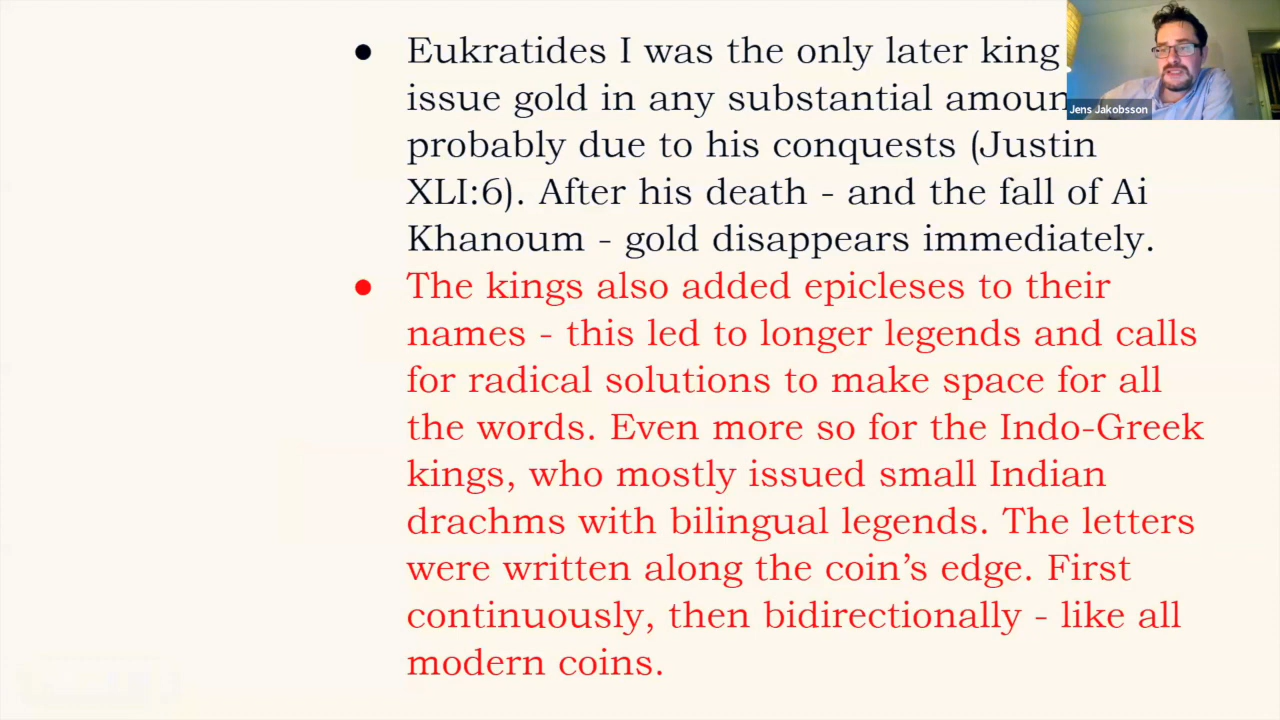 ● Eukratides I was the only later king
issue gold in any substantial
probably due to his conquests (Justin
XLI:6). After his death - and the fall of Ai
Khanoum - gold disappears immediately.
● The kings also added epicleses to their
names - this led to longer legends and calls
for radical solutions to make space for all
the words. Even more so for the Indo-Greek
kings, who mostly issued small Indian
drachms with bilingual legends. The letters
were written along the coin’s edge. First
continuously, then bidirectionally - like all
modern coins.
Jens Jakobsson